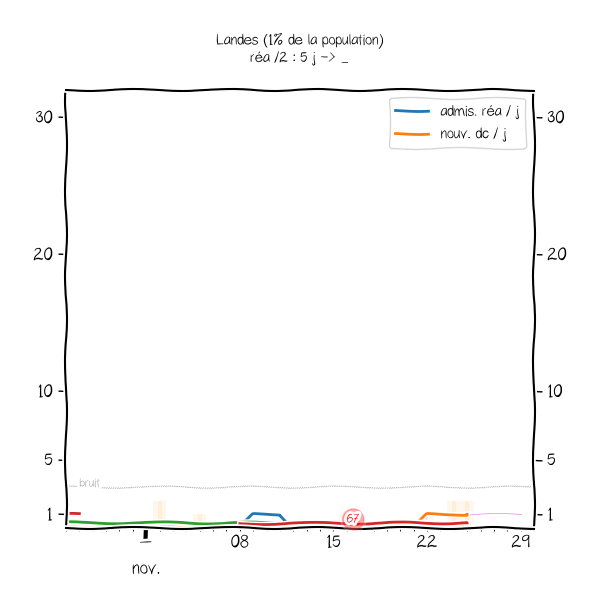 Landes (1% de la population)
réa /2 : 5 j -> _
admis. réa / j
nouv. dc / j
30
30
20
20
10
10
5
5
bruit
1
67
1
1
08
15
22
29
nov.